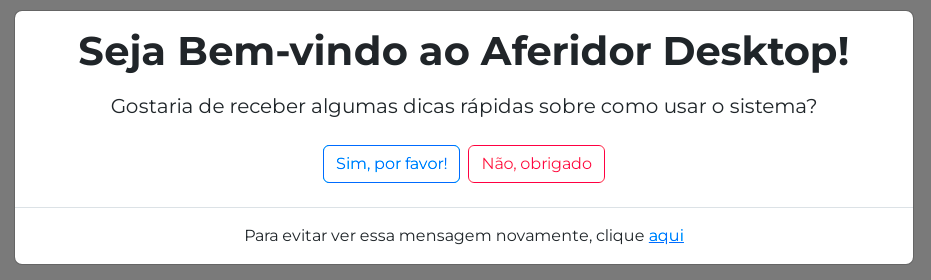 Seja Bem-vindo ao Aferidor Desktop!
Gostaria de receber algumas dicas rápidas sobre como usar o sistema?
Sim, por favor! Não, obrigado
Para evitar ver essa mensagem novamente, clique aqui